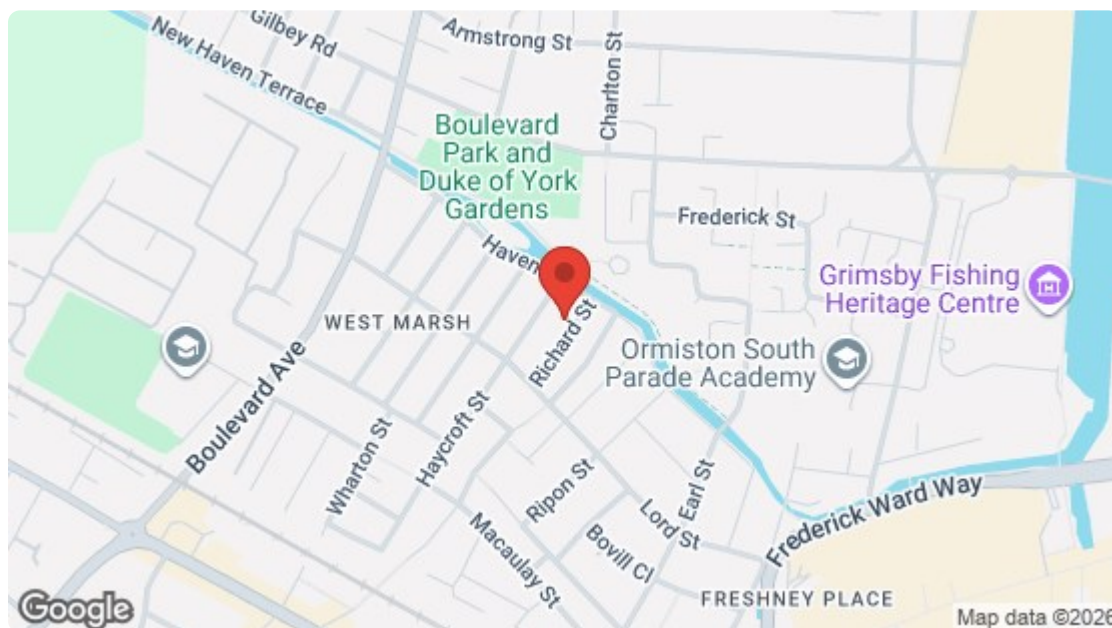 Gilbey Rd
Armstrong St
New Haven Terrace
Charlton St
Boulevard
Park and
Duke of York
Gardens
Frederick St
Haven
Grimsby Fishing
Heritage Centre
WEST MARSH
Richard St
Ormiston South
Parade Academy
Boulevard Ave
Wharton St
Haycroft St
Ripon St
Earl St
Lord St
Macaulay St
Bovill Cl
Frederick Ward Way
FRESHNEY PLACE
Google
Map data ©2026